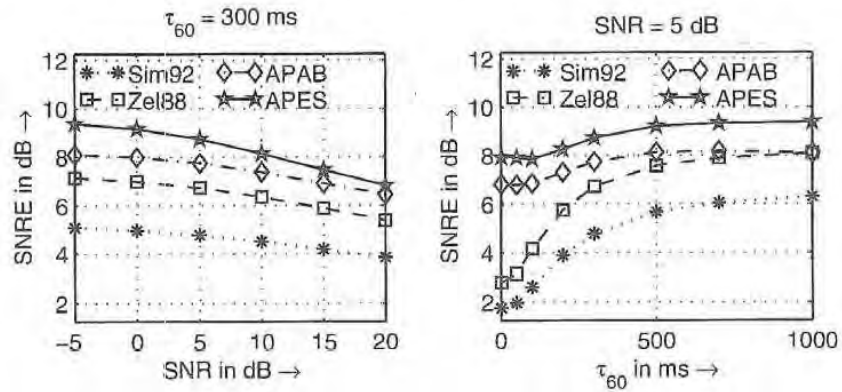 τ60 = 300 ms
12
10
8
6
4
2
SNRE in dB →
Sim92
Zel88
APAB
APES
-5
0
5
10
15
20
SNR in dB →
SNR = 5 dB
12
10
8
6
4
2
SNRE in dB →
Sim92
Zel88
APAB
APES
0
500
1000
τ60 in ms →